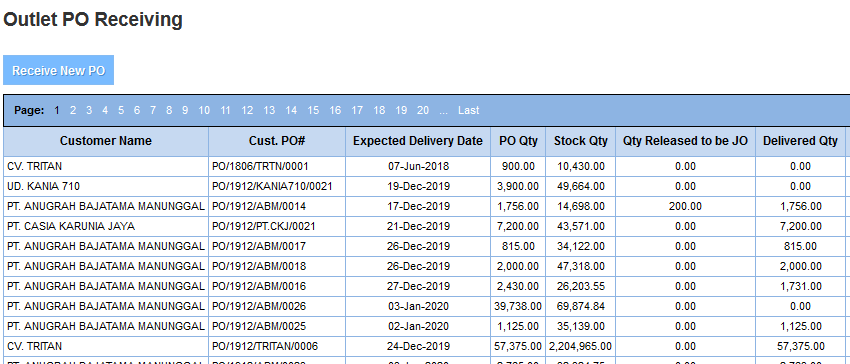 Outlet PO Receiving
Receive New PO
Page: 1 2 3 4 5 6 7 8 9 10 11 12 13 14 15 16 17 18 19 20 ... Last
Customer Name Cust. PO# Expected Delivery Date PO Qty Stock Qty Qty Released to be JO Delivered Qty
CV. TRITAN PO/1806/TRTN/0001 07-Jun-2018 900.00 10,430.00 0.00 0.00
UD. KANIA 710 PO/1912/KANIA710/0021 19-Dec-2019 3,900.00 49,664.00 0.00 0.00
PT. ANUGRAH BAJATAMA MANUNGGAL PO/1912/ABM/0014 17-Dec-2019 1,756.00 14,698.00 200.00 1,756.00
PT. CASIA KARUNIA JAYA PO/1912/PT.CKJ/0021 21-Dec-2019 7,200.00 43,571.00 0.00 7,200.00
PT. ANUGRAH BAJATAMA MANUNGGAL PO/1912/ABM/0017 26-Dec-2019 815.00 34,122.00 0.00 815.00
PT. ANUGRAH BAJATAMA MANUNGGAL PO/1912/ABM/0018 26-Dec-2019 2,000.00 47,318.00 0.00 2,000.00
PT. ANUGRAH BAJATAMA MANUNGGAL PO/1912/ABM/0016 27-Dec-2019 2,430.00 26,203.55 0.00 1,731.00
PT. ANUGRAH BAJATAMA MANUNGGAL PO/1912/ABM/0026 03-Jan-2020 39,738.00 69,874.84 0.00 0.00
PT. ANUGRAH BAJATAMA MANUNGGAL PO/1912/ABM/0025 02-Jan-2020 1,125.00 35,139.00 0.00 1,125.00
CV. TRITAN PO/1912/TRITAN/0006 24-Dec-2019 57,375.00 2,204,965.00 0.00 57,375.00